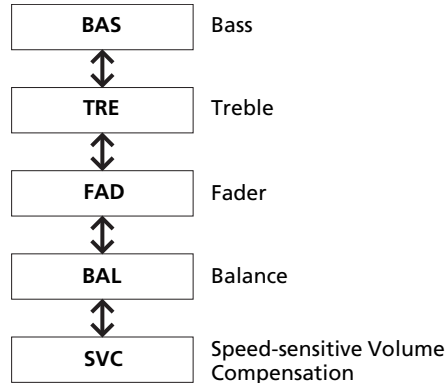 BAS Bass
TRE Treble
FAD Fader
BAL Balance
SVC Speed-sensitive Volume
Compensation